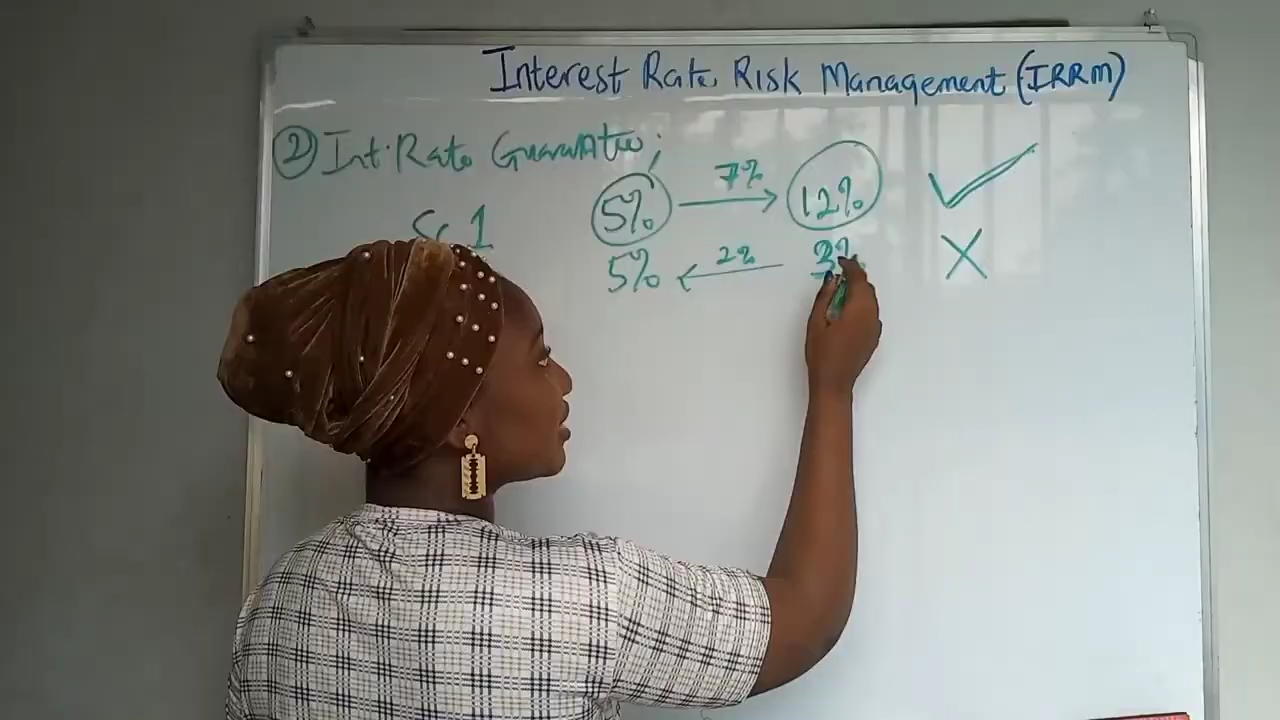 Interest Rate Risk Management (IRRM)
② Int. Rate Guarantee;
7%
5% → 12% ✓
Sc 1
2%
5% ← 3% X